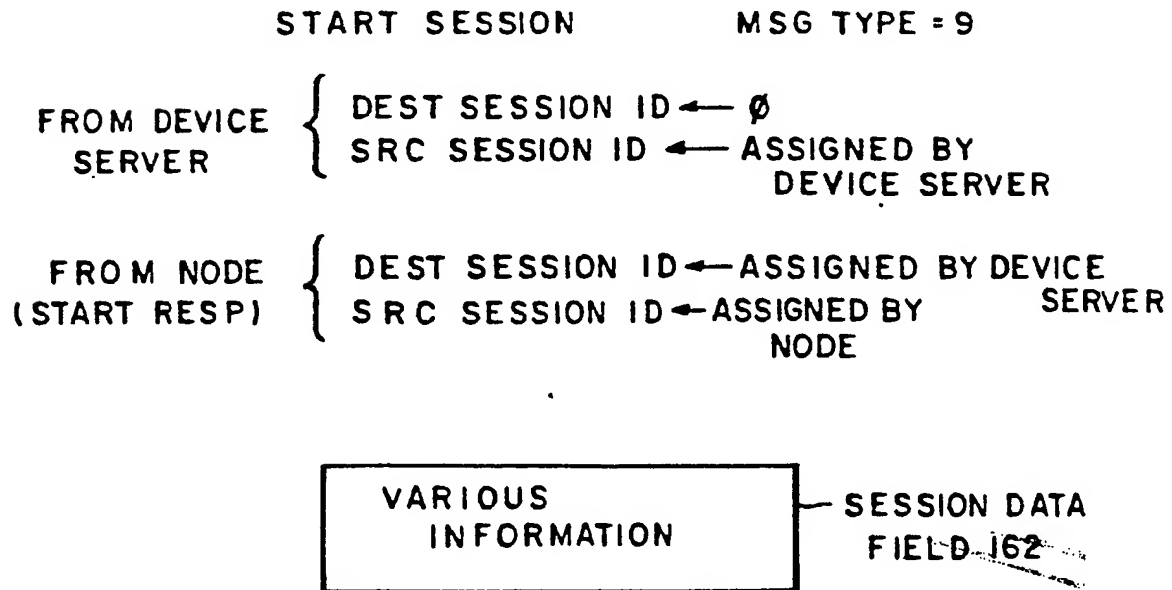 START SESSION MSG TYPE = 9
FROM DEVICE SERVER
DEST SESSION ID ← ∅
SRC SESSION ID ← ASSIGNED BY
DEVICE SERVER
FROM NODE
(START RESP)
DEST SESSION ID ← ASSIGNED BY DEVICE
SERVER
SRC SESSION ID ← ASSIGNED BY
NODE
VARIOUS
INFORMATION
SESSION DATA
FIELD 162